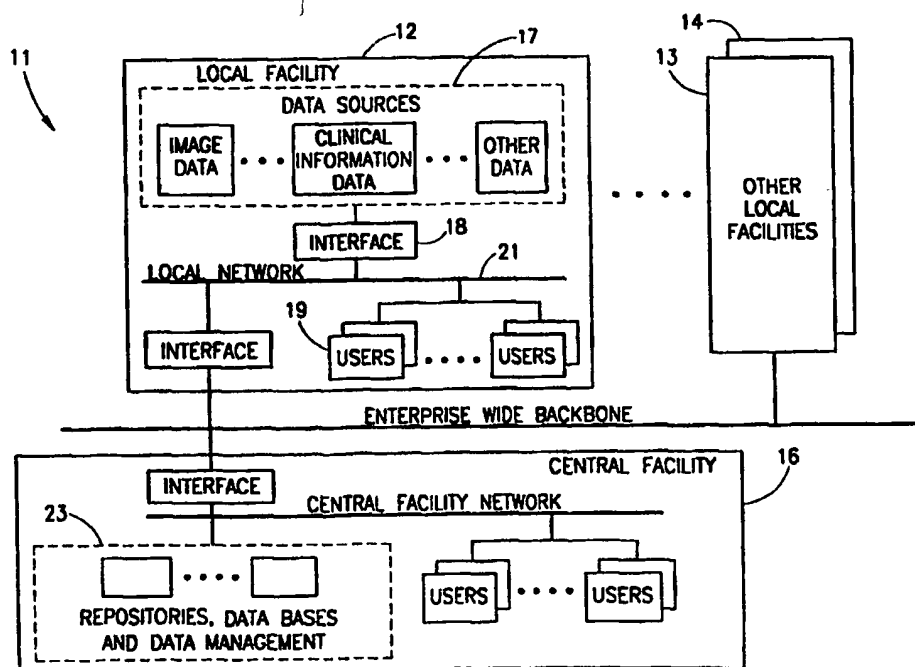 11
12
17
14
13
LOCAL FACILITY
DATA SOURCES
IMAGE
DATA
CLINICAL
INFORMATION
DATA
OTHER
DATA
INTERFACE
18
OTHER
LOCAL
FACILITIES
LOCAL NETWORK
21
19
INTERFACE
USERS
USERS
ENTERPRISE WIDE BACKBONE
CENTRAL FACILITY
16
INTERFACE
CENTRAL FACILITY NETWORK
23
USERS
USERS
REPOSITORIES, DATA BASES
AND DATA MANAGEMENT